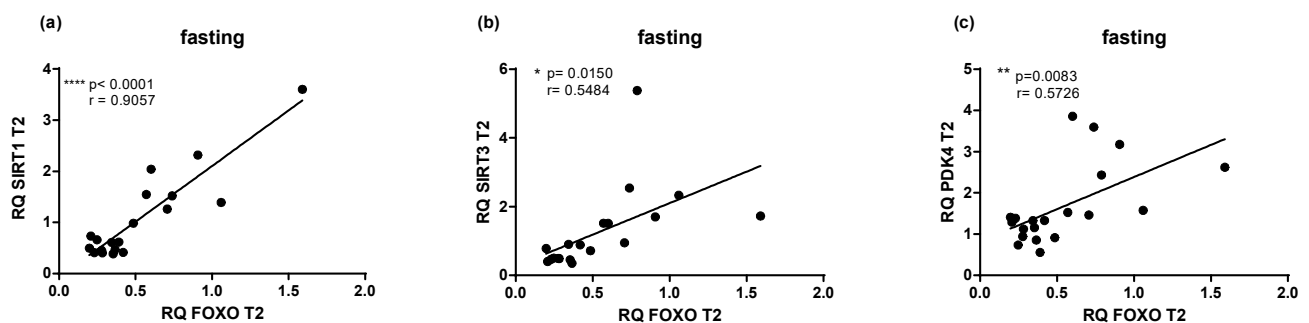 (a)
fasting
**** p< 0.0001
r = 0.9057
RQ SIRT1 T2
4
3
2
1
0
0.0 0.5 1.0 1.5 2.0
RQ FOXO T2
(b)
fasting
* p= 0.0150
r= 0.5484
RQ SIRT3 T2
6
4
2
0
0.0 0.5 1.0 1.5 2.0
RQ FOXO T2
(c)
fasting
** p=0.0083
r= 0.5726
RQ PDK4 T2
5
4
3
2
1
0
0.0 0.5 1.0 1.5 2.0
RQ FOXO T2